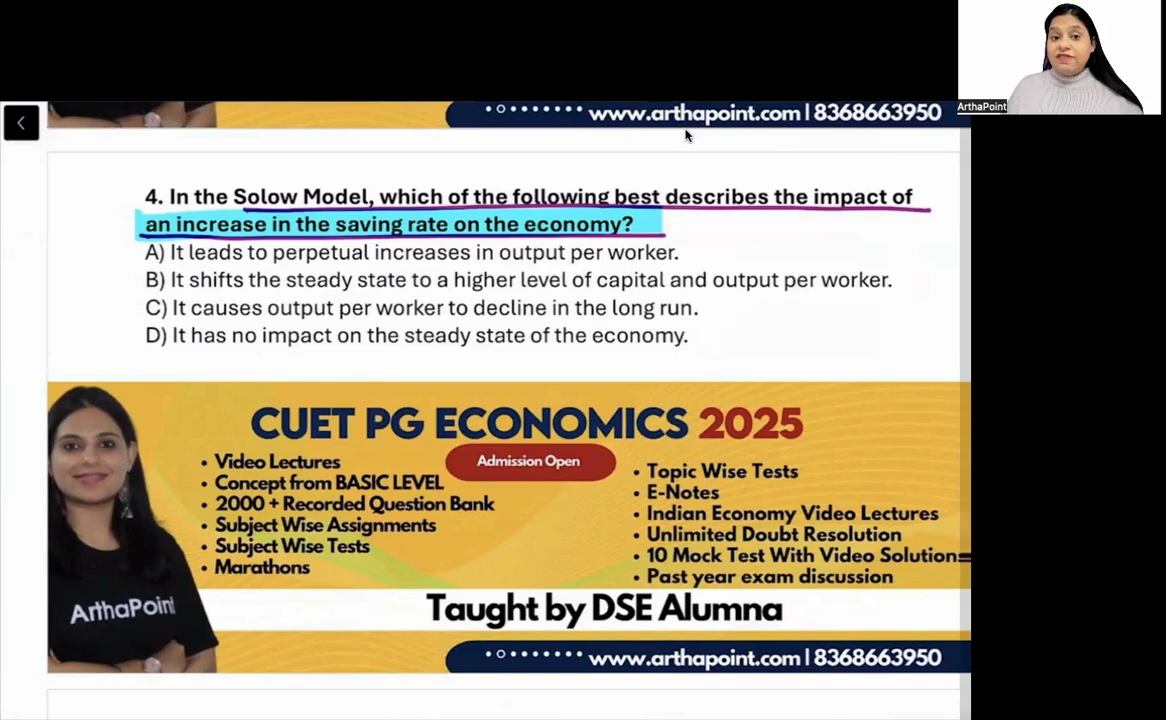 ArthaPoint
www.arthapoint.com | 8368663950
4. In the Solow Model, which of the following best describes the impact of
an increase in the saving rate on the economy?
A) It leads to perpetual increases in output per worker.
B) It shifts the steady state to a higher level of capital and output per worker.
C) It causes output per worker to decline in the long run.
D) It has no impact on the steady state of the economy.
CUET PG ECONOMICS 2025
Admission Open
• Video Lectures
• Concept from BASIC LEVEL
• 2000 + Recorded Question Bank
• Subject Wise Assignments
• Subject Wise Tests
• Marathons
• Topic Wise Tests
• E-Notes
• Indian Economy Video Lectures
• Unlimited Doubt Resolution
• 10 Mock Test With Video Solutions
• Past year exam discussion
ArthaPoint
Taught by DSE Alumna
www.arthapoint.com | 8368663950